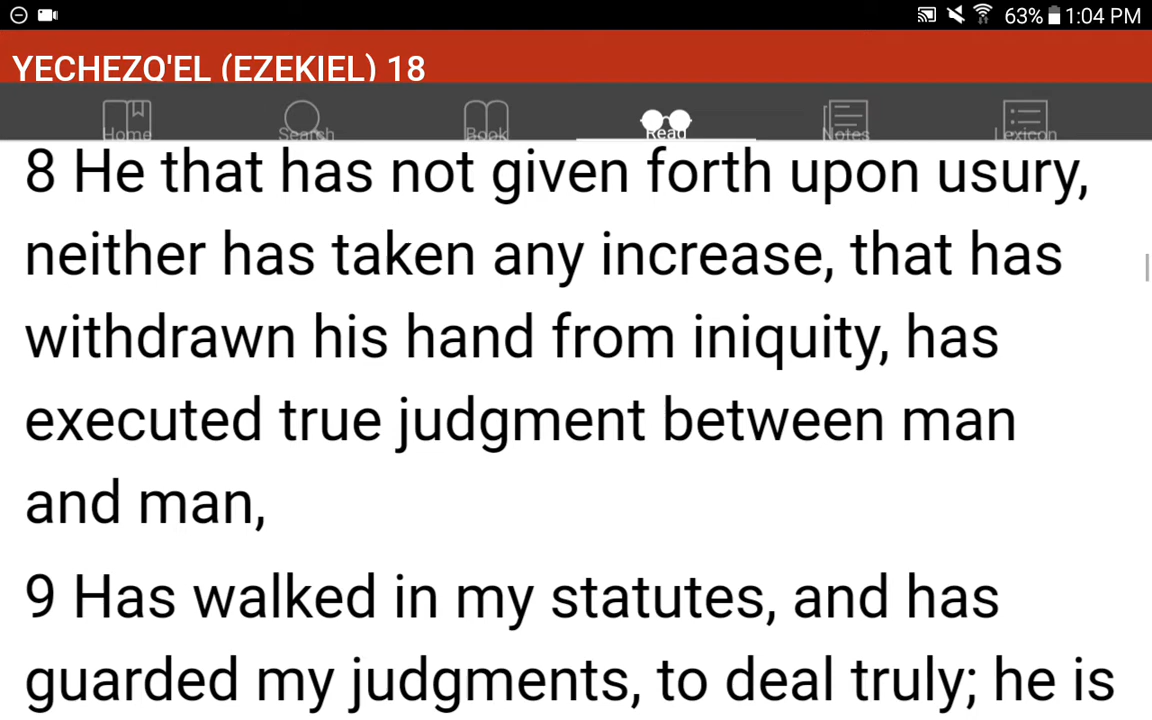 63% 1:04 PM
YECHEZQ'EL (EZEKIEL) 18
Home Search Book Read Notes Lexicon
8 He that has not given forth upon usury,
neither has taken any increase, that has
withdrawn his hand from iniquity, has
executed true judgment between man
and man,
9 Has walked in my statutes, and has
guarded my judgments, to deal truly; he is